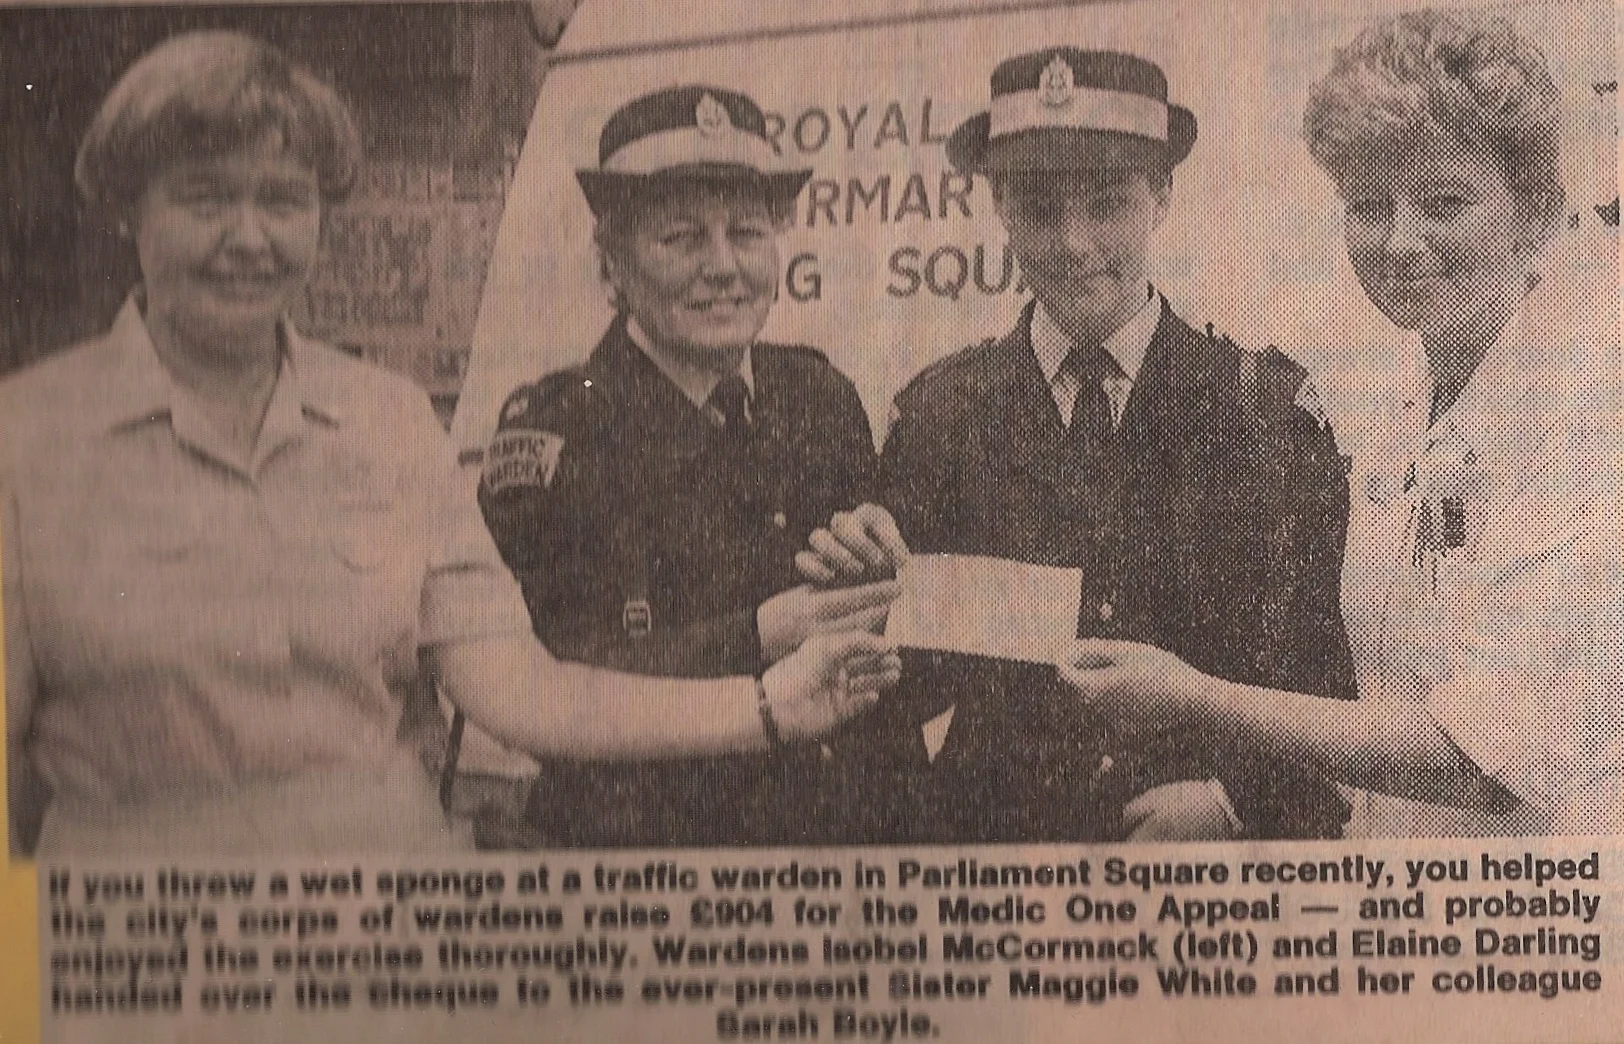 ROYAL
RMAR
G SQUA
TRAFFIC
WARDEN
If you threw a wet sponge at a traffic warden in Parliament Square recently, you helped
the city's corps of wardens raise £904 for the Medic One Appeal — and probably
enjoyed the exercise thoroughly. Wardens Isobel McCormack (left) and Elaine Darling
handed over the cheque to the ever-present Sister Maggie White and her colleague
Sarah Boyle.